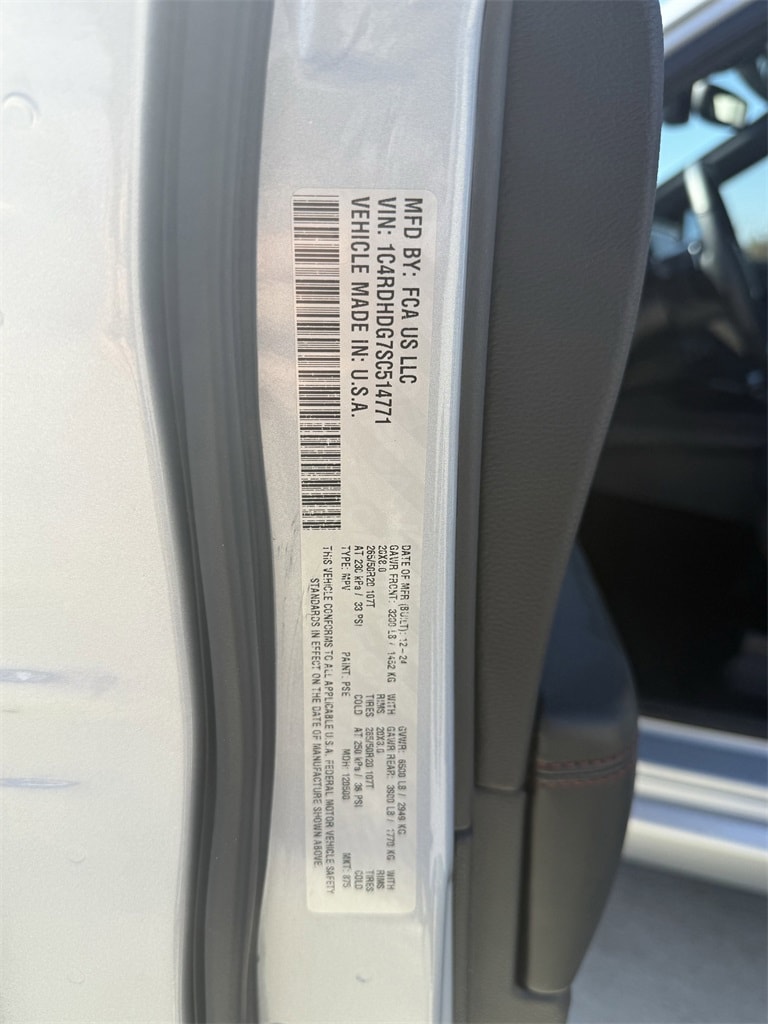 MFD BY: FCA US LLC
VIN: 1C4RDHDG7SC514771
VEHICLE MADE IN: U.S.A.
DATE OF MFR (BUILT): 12-24 GVWR: 6500 LB / 2949 KG
GAWR FRONT: 3200 LB / 1452 KG WITH GAWR REAR: 3900 LB / 1770 KG WITH
20X8.0 RIMS 20X8.0 RIMS
265/50R20 107T TIRES 265/50R20 107T TIRES
AT 230 kPa / 33 PSI COLD AT 250 kPa / 36 PSI COLD
TYPE: MPV PAINT: PSE MDH: 120500 MKT: 875
THIS VEHICLE CONFORMS TO ALL APPLICABLE U.S.A. FEDERAL MOTOR VEHICLE SAFETY
STANDARDS IN EFFECT ON THE DATE OF MANUFACTURE SHOWN ABOVE.